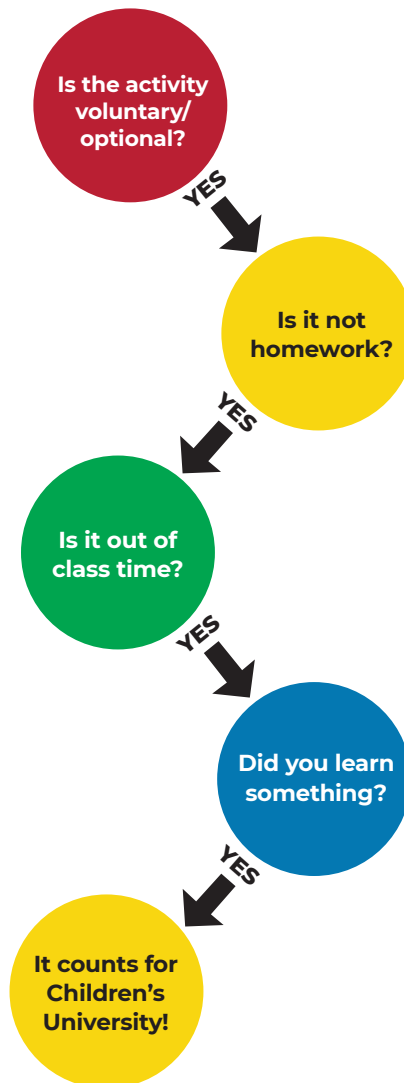 Is the activity
voluntary/
optional?
YES
Is it not
homework?
YES
Is it out of
class time?
YES
Did you learn
something?
YES
It counts for
Children’s
University!